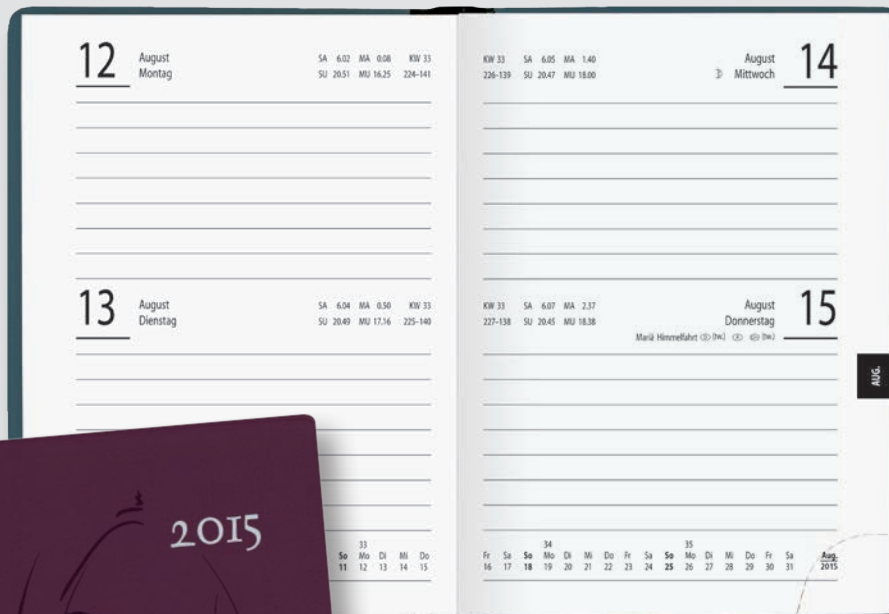 12 August SA 6.02 MA 0.08 KW 33
Montag SU 20.51 MU 16.25 224–141
13 August SA 6.04 MA 0.50 KW 33
Dienstag SU 20.49 MU 17.16 225–140
33
So Mo Di Mi Do
11 12 13 14 15
KW 33 SA 6.05 MA 1.40 August 14
226–139 SU 20.47 MU 18.00 Mittwoch
KW 33 SA 6.07 MA 2.37 August 15
227–138 SU 20.45 MU 18.38 Donnerstag
Mariä Himmelfahrt (tw.) (tw.)
AUG.
34 35
Fr Sa So Mo Di Mi Do Fr Sa So Mo Di Mi Do Fr Sa Aug.
16 17 18 19 20 21 22 23 24 25 26 27 28 29 30 31 2015
2015